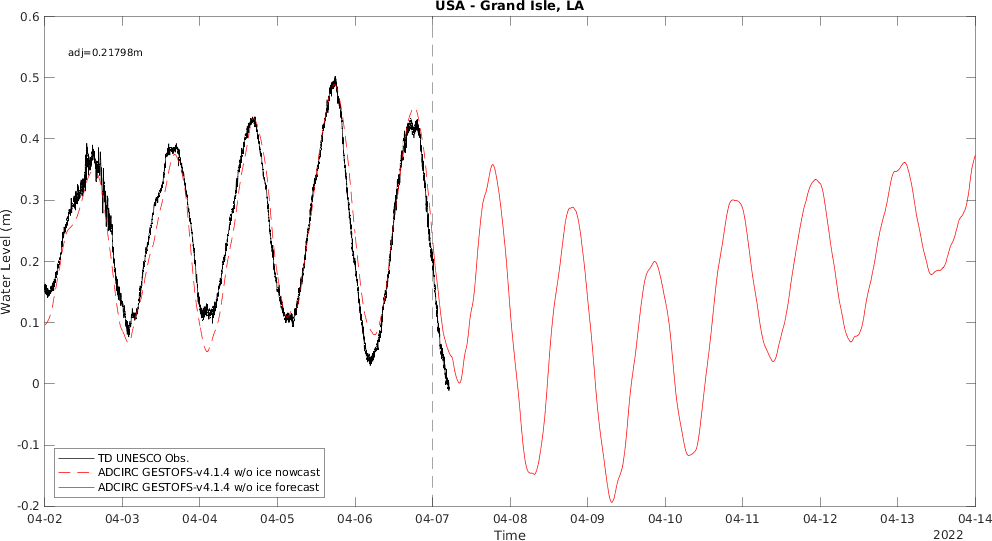 USA - Grand Isle, LA
adj=0.21798m
0.6
0.5
0.4
0.3
0.2
0.1
0
-0.1
-0.2
Water Level (m)
TD UNESCO Obs.
ADCIRC GESTOFS-v4.1.4 w/o ice nowcast
ADCIRC GESTOFS-v4.1.4 w/o ice forecast
04-02 04-03 04-04 04-05 04-06 04-07 04-08 04-09 04-10 04-11 04-12 04-13 04-14
Time
2022